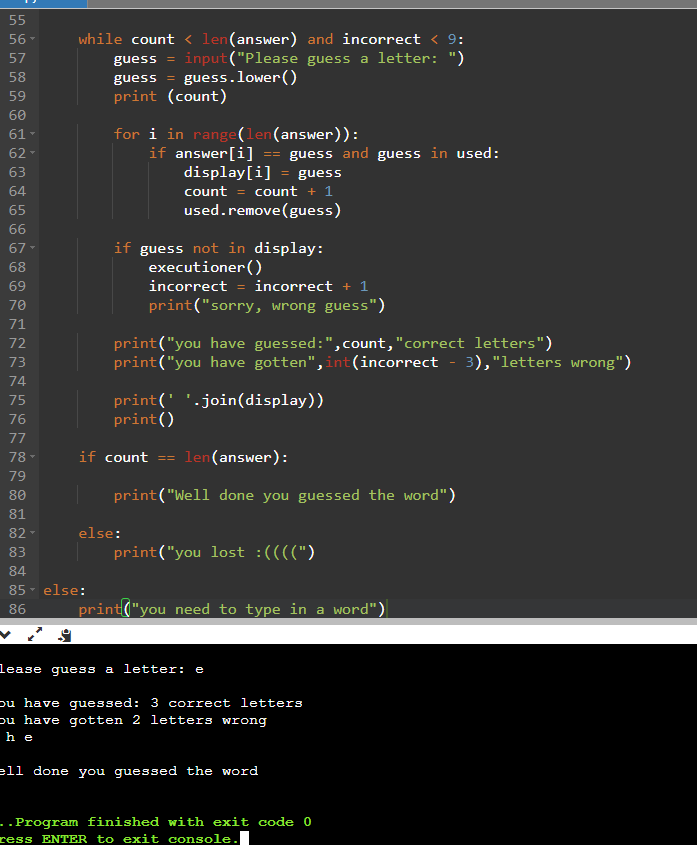 55
56 while count < len(answer) and incorrect < 9:
57 guess = input("Please guess a letter: ")
58 guess = guess.lower()
59 print (count)
60
61 for i in range(len(answer)):
62 if answer[i] == guess and guess in used:
63 display[i] = guess
64 count = count + 1
65 used.remove(guess)
66
67 if guess not in display:
68 executioner()
69 incorrect = incorrect + 1
70 print("sorry, wrong guess")
71
72 print("you have guessed:",count,"correct letters")
73 print("you have gotten",int(incorrect - 3),"letters wrong")
74
75 print(' '.join(display))
76 print()
77
78 if count == len(answer):
79
80 print("Well done you guessed the word")
81
82 else:
83 print("you lost :((((")
84
85 else:
86 print("you need to type in a word")
lease guess a letter: e
ou have guessed: 3 correct letters
ou have gotten 2 letters wrong
h e
ell done you guessed the word
..Program finished with exit code 0
ress ENTER to exit console.